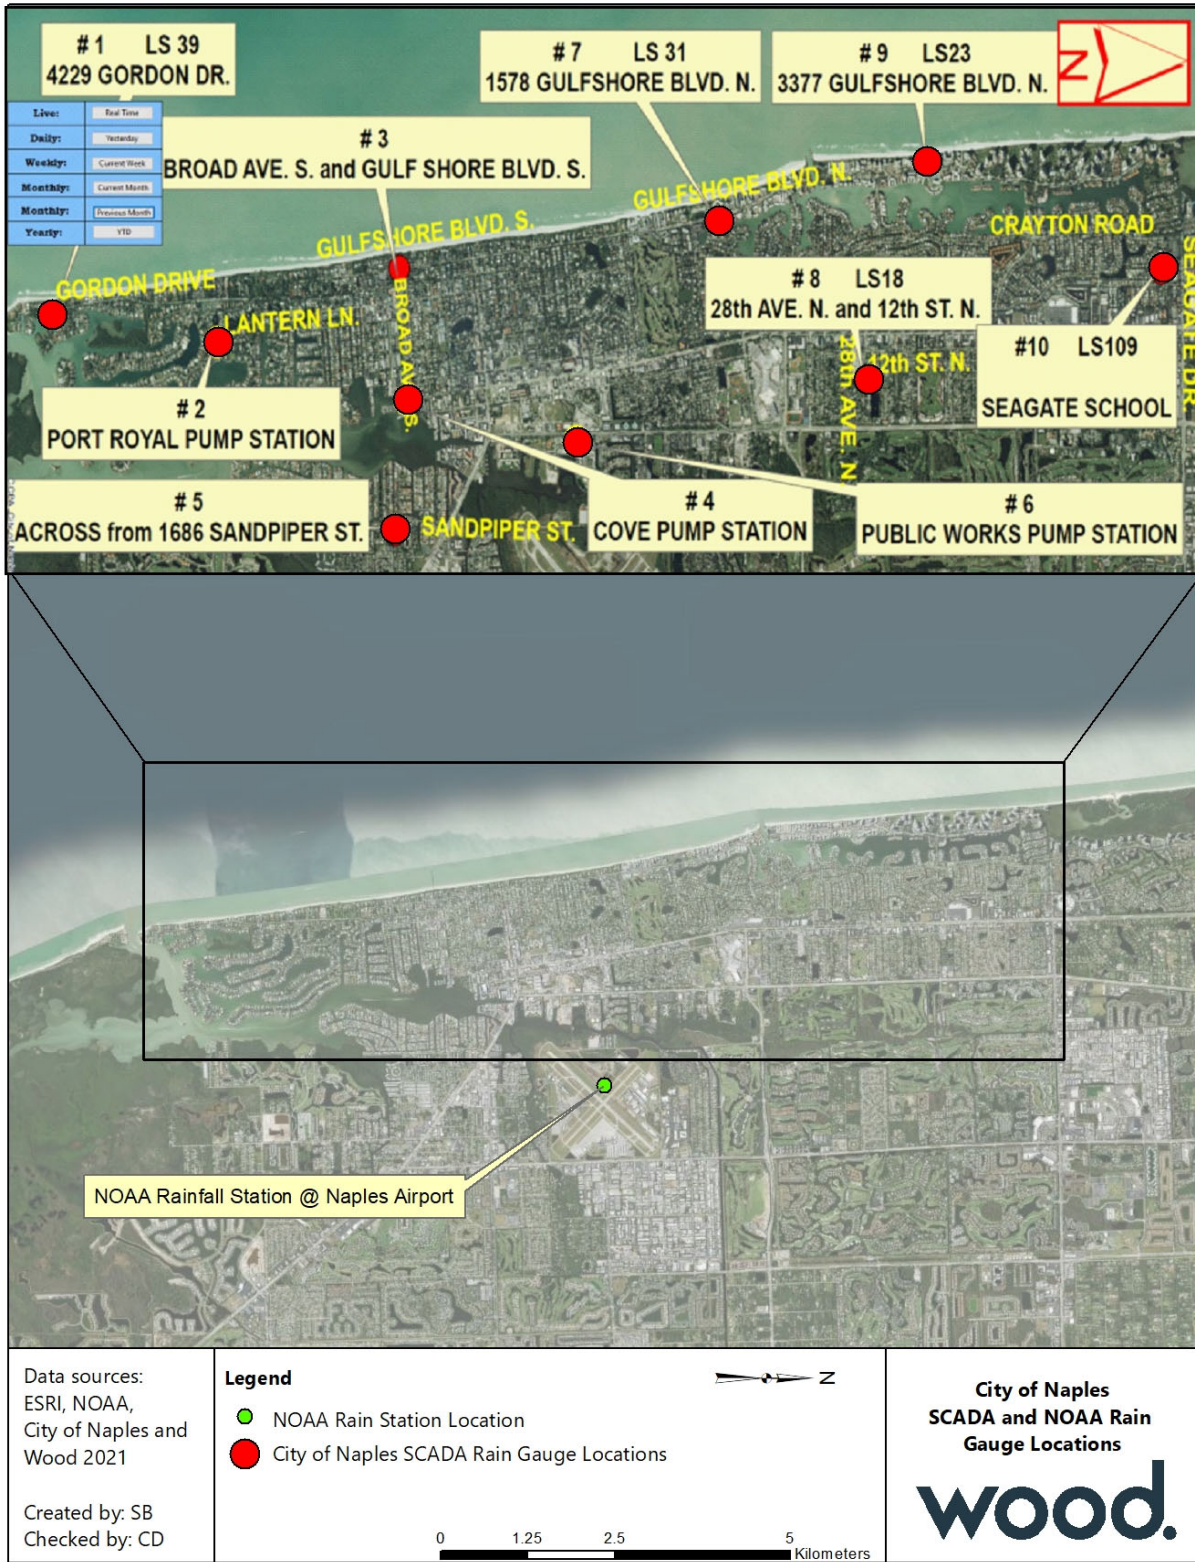 # 1 LS 39
4229 GORDON DR.
# 7 LS 31
1578 GULFSHORE BLVD. N.
# 9 LS23
3377 GULFSHORE BLVD. N.
N
Live: Real Time
Daily: Yesterday
Weekly: Current Week
Monthly: Current Month
Monthly: Previous Month
Yearly: YTD
# 3
BROAD AVE. S. and GULF SHORE BLVD. S.
GULFSHORE BLVD. S.
GULFSHORE BLVD. N.
CRAYTON ROAD
SEAGATE DR.
GORDON DRIVE
LANTERN LN.
BROAD AVE. S.
# 8 LS18
28th AVE. N. and 12th ST. N.
28th AVE. N.
12th ST. N.
#10 LS109
SEAGATE SCHOOL
# 2
PORT ROYAL PUMP STATION
# 5
ACROSS from 1686 SANDPIPER ST.
SANDPIPER ST.
# 4
COVE PUMP STATION
# 6
PUBLIC WORKS PUMP STATION
NOAA Rainfall Station @ Naples Airport
Data sources:
ESRI, NOAA,
City of Naples and
Wood 2021
Created by: SB
Checked by: CD
Legend
NOAA Rain Station Location
City of Naples SCADA Rain Gauge Locations
N
0 1.25 2.5 5
Kilometers
City of Naples
SCADA and NOAA Rain
Gauge Locations
wood.